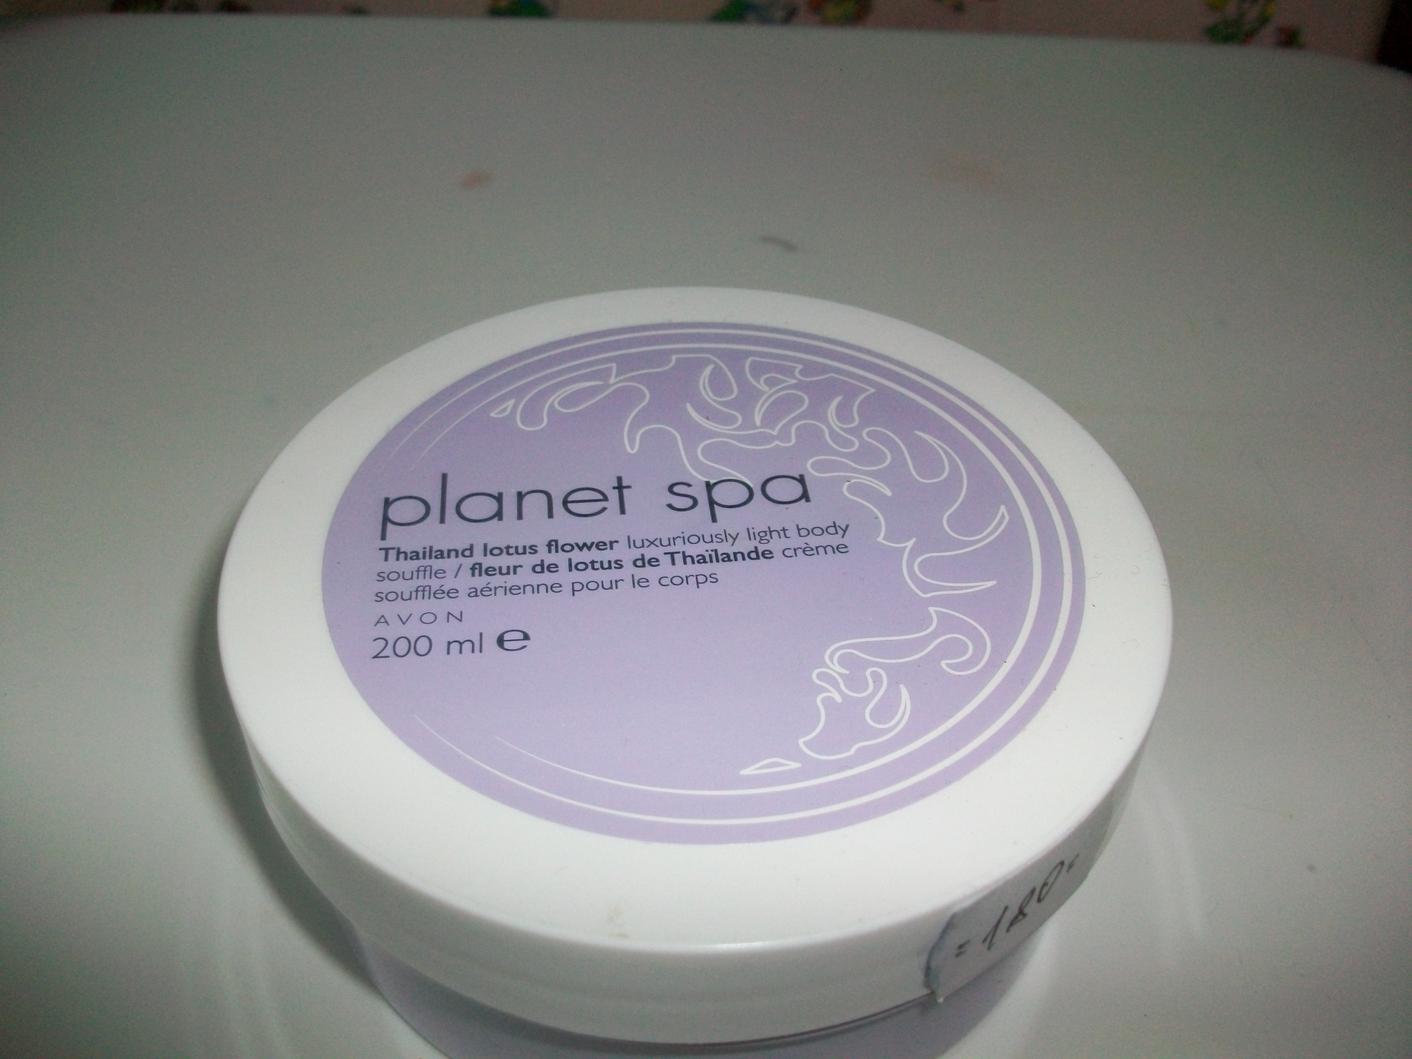 planet spa
Thailand lotus flower luxuriously light body
souffle / fleur de lotus de Thaïlande crème
soufflée aérienne pour le corps
AVON
200 ml ℮
=180=